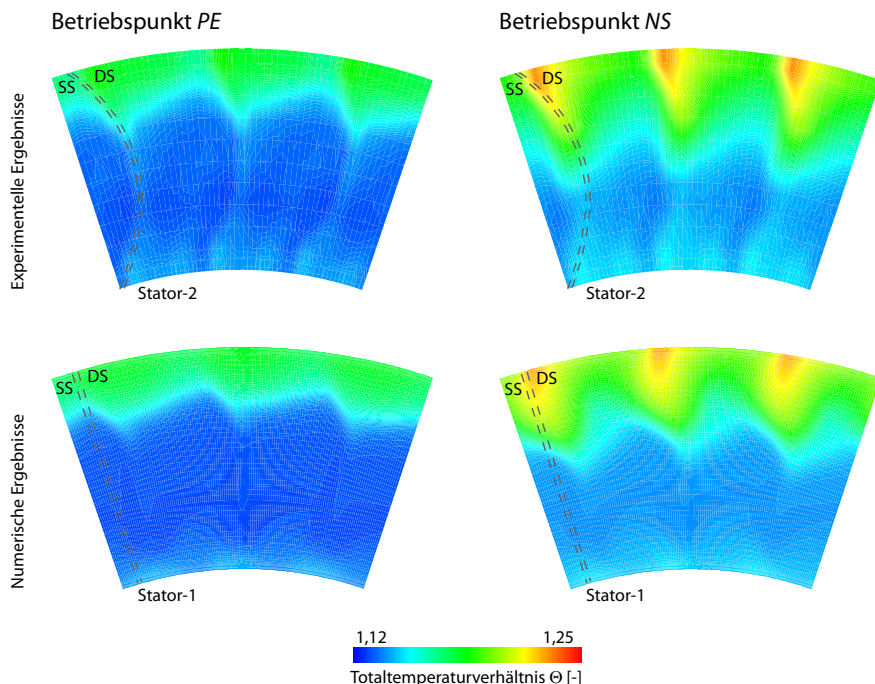 Betriebspunkt PE
Betriebspunkt NS
Experimentelle Ergebnisse
SS DS
Stator-2
SS DS
Stator-2
Numerische Ergebnisse
SS DS
Stator-1
SS DS
Stator-1
1,12 1,25
Totaltemperaturverhältnis Θ [-]